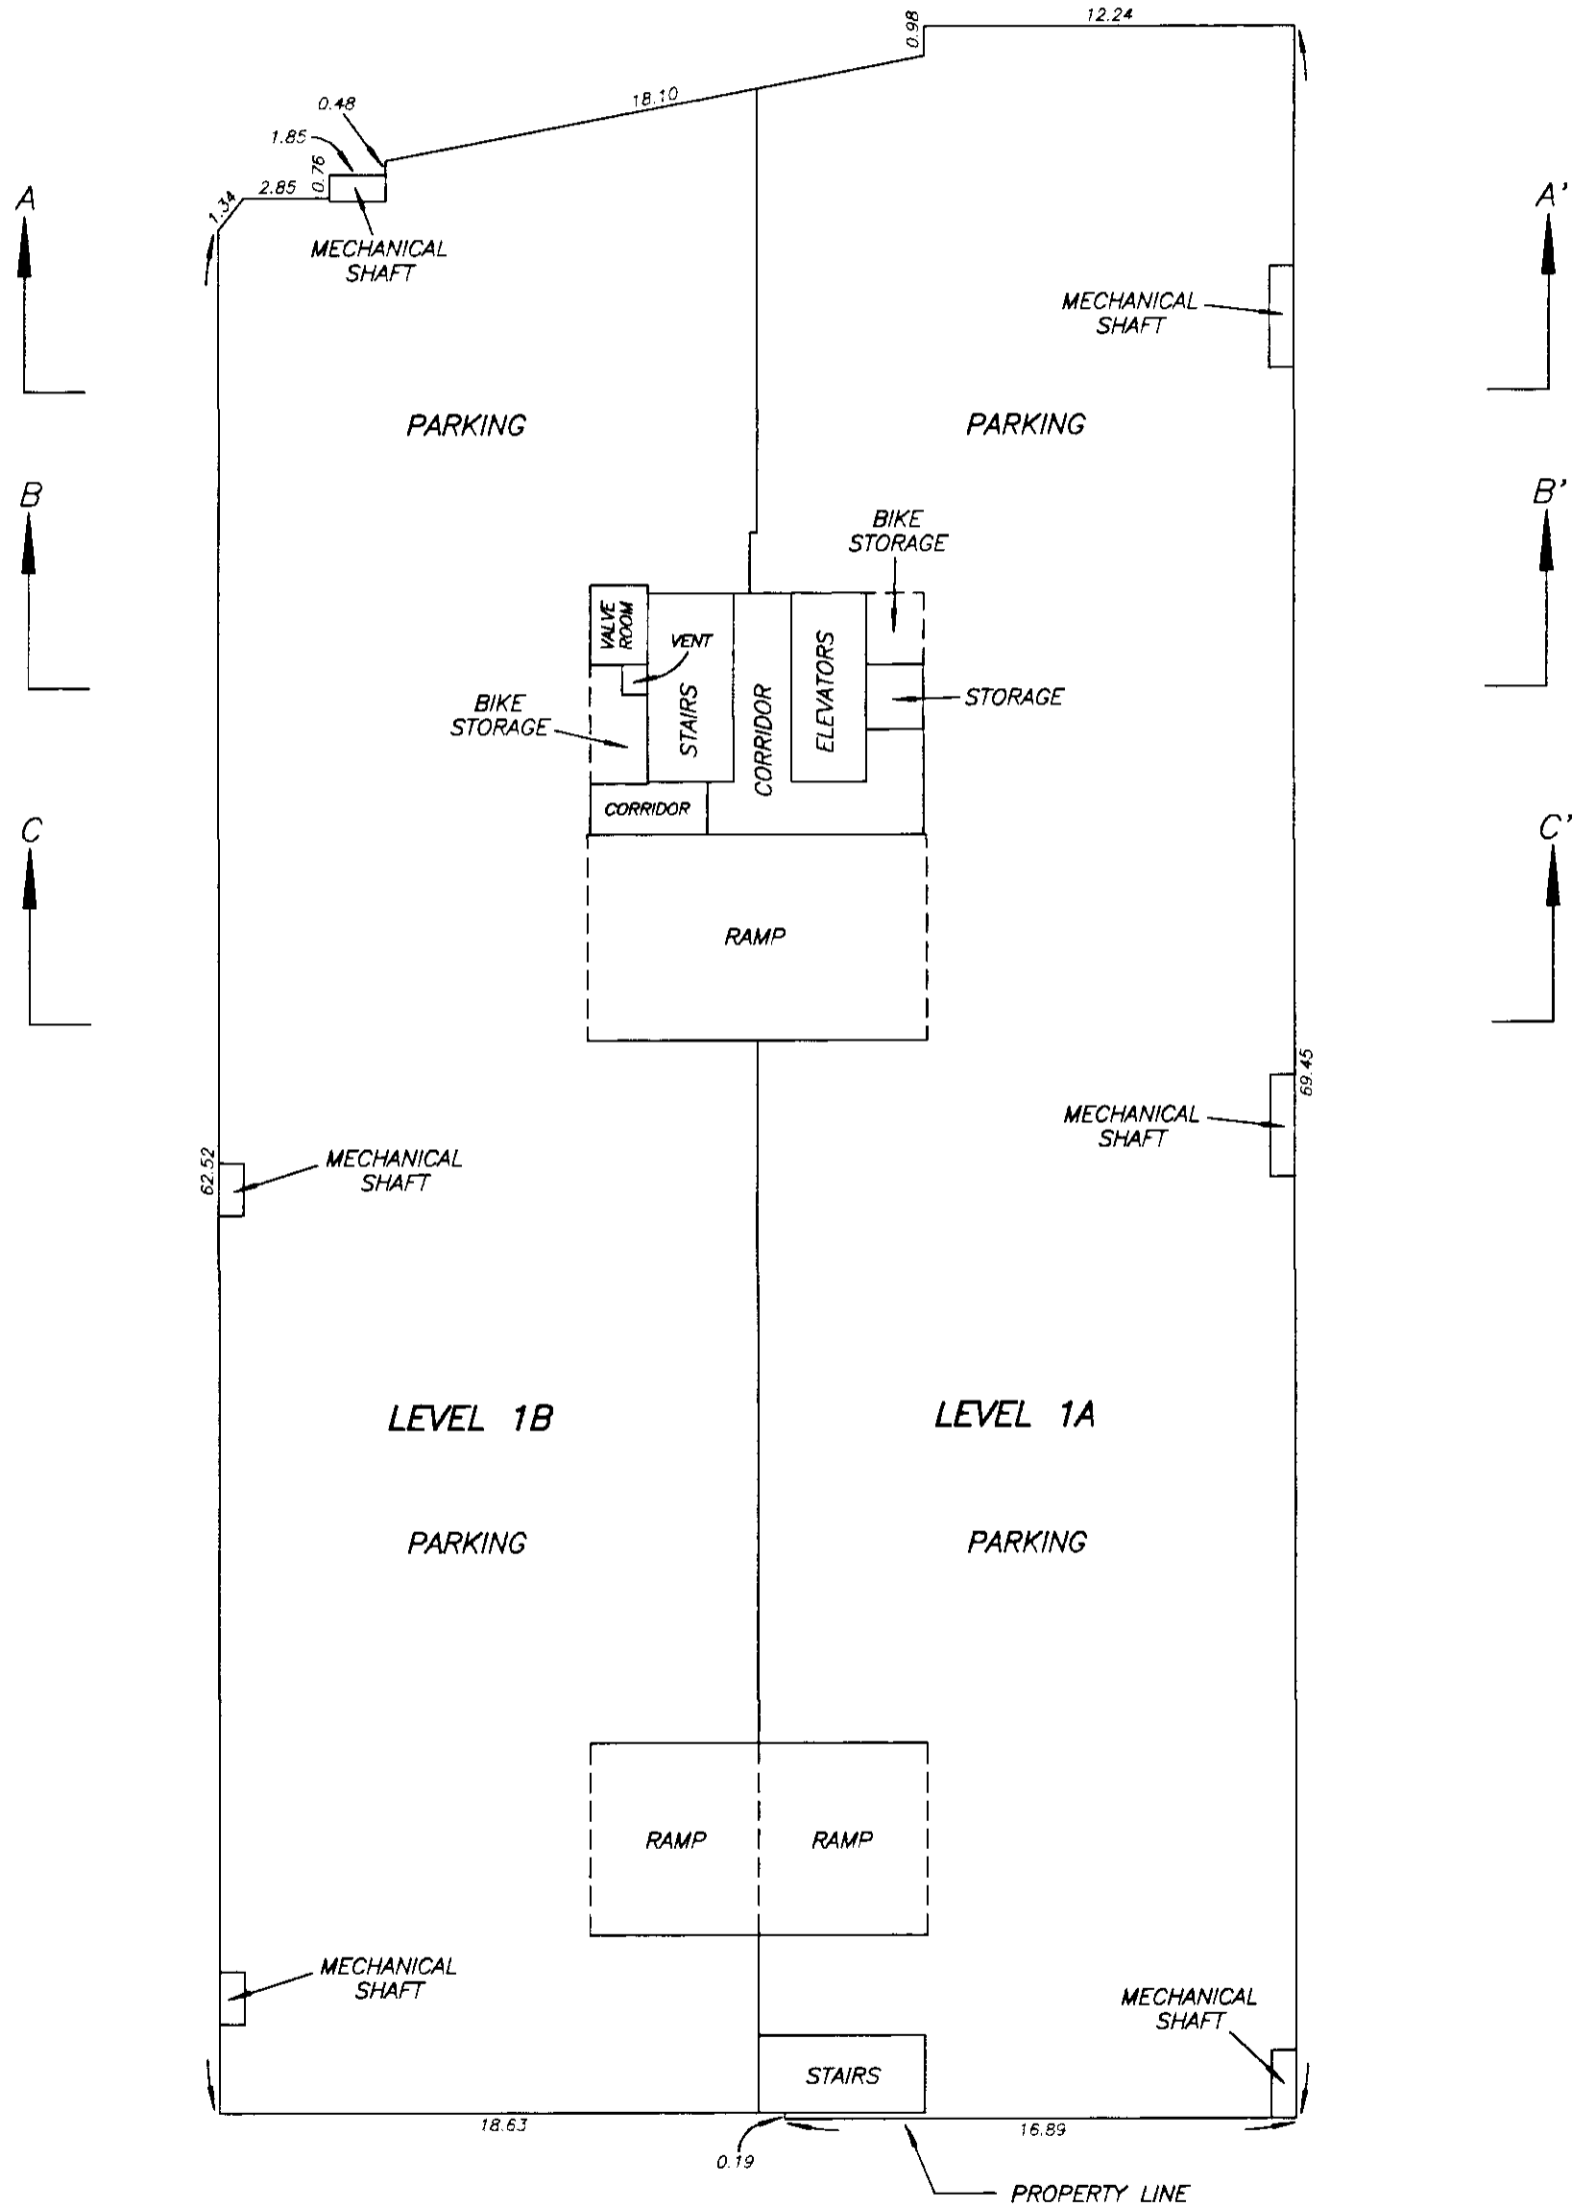 12.24
0.98
18.10
0.48
1.85
0.76
2.85
1.34
A
A'
MECHANICAL
SHAFT
MECHANICAL
SHAFT
PARKING
PARKING
B
B'
BIKE
STORAGE
VALVE
ROOM
VENT
STAIRS
CORRIDOR
ELEVATORS
STORAGE
BIKE
STORAGE
CORRIDOR
C
C'
RAMP
69.45
MECHANICAL
SHAFT
62.52
MECHANICAL
SHAFT
LEVEL 1B
LEVEL 1A
PARKING
PARKING
RAMP
RAMP
MECHANICAL
SHAFT
MECHANICAL
SHAFT
STAIRS
18.63
16.89
0.19
PROPERTY LINE